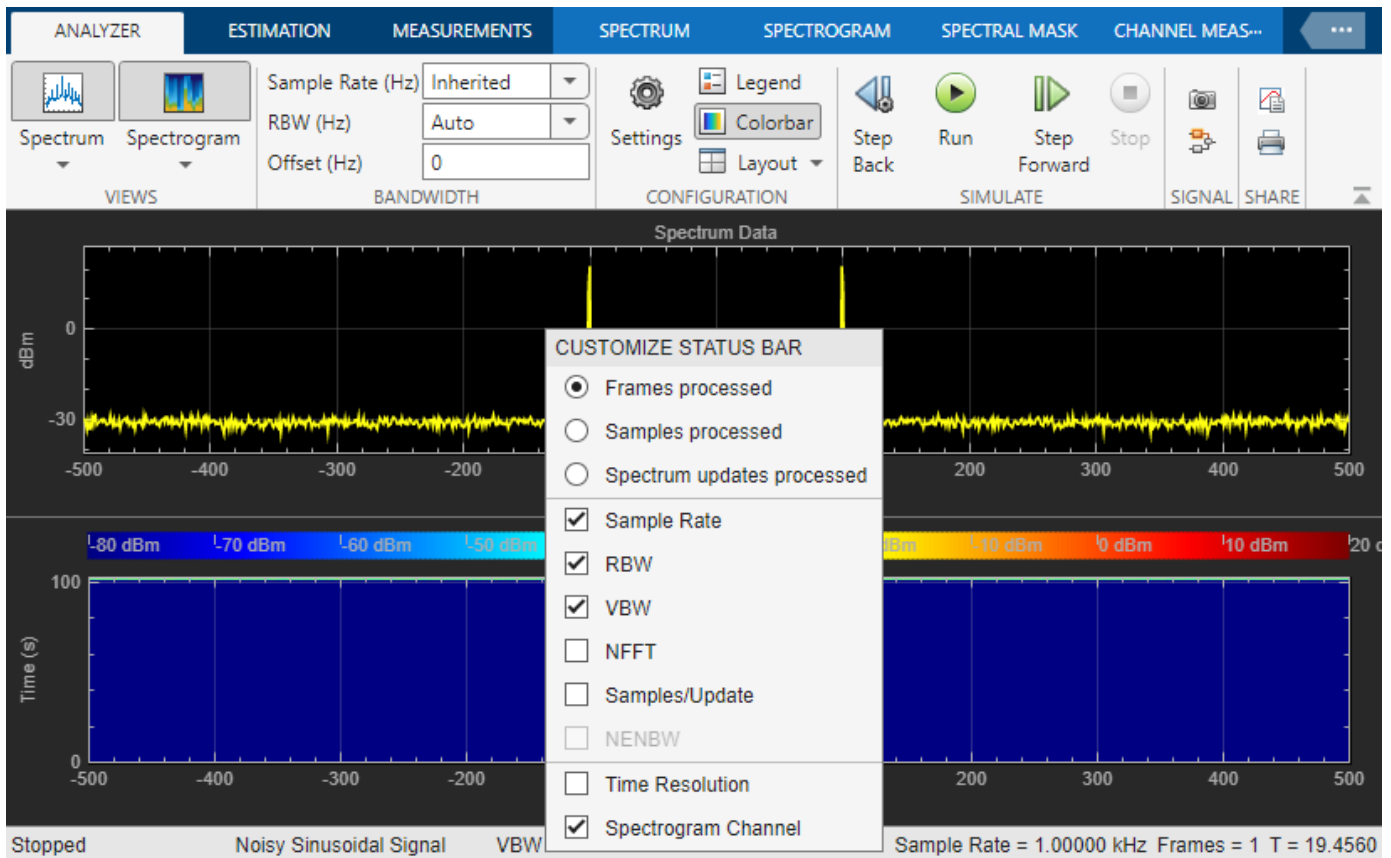 ANALYZER ESTIMATION MEASUREMENTS SPECTRUM SPECTROGRAM SPECTRAL MASK CHANNEL MEAS···
Spectrum Spectrogram
VIEWS
Sample Rate (Hz) Inherited
RBW (Hz) Auto
Offset (Hz) 0
BANDWIDTH
Settings
Legend
Colorbar
Layout
CONFIGURATION
Step Back
Run
Step Forward
Stop
SIMULATE
SIGNAL
SHARE
Spectrum Data
dBm
0
-30
-500 -400 -300 -200 200 300 400 500
-80 dBm -70 dBm -60 dBm -50 dBm dBm -10 dBm 0 dBm 10 dBm 20
Time (s)
100
0
-500 -400 -300 -200 200 300 400 500
CUSTOMIZE STATUS BAR
Frames processed
Samples processed
Spectrum updates processed
Sample Rate
RBW
VBW
NFFT
Samples/Update
NENBW
Time Resolution
Spectrogram Channel
Stopped Noisy Sinusoidal Signal VBW Sample Rate = 1.00000 kHz Frames = 1 T = 19.4560